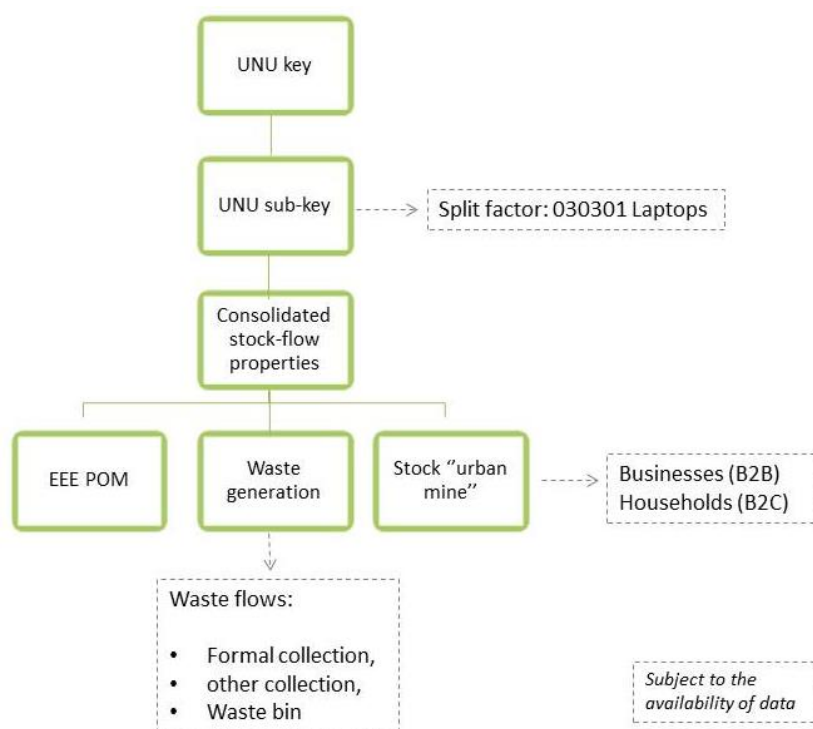 UNU key
UNU sub-key
Split factor: 030301 Laptops
Consolidated
stock-flow
properties
EEE POM
Waste
generation
Stock “urban
mine”
Businesses (B2B)
Households (B2C)
Waste flows:
• Formal collection,
• other collection,
• Waste bin
Subject to the
availability of data